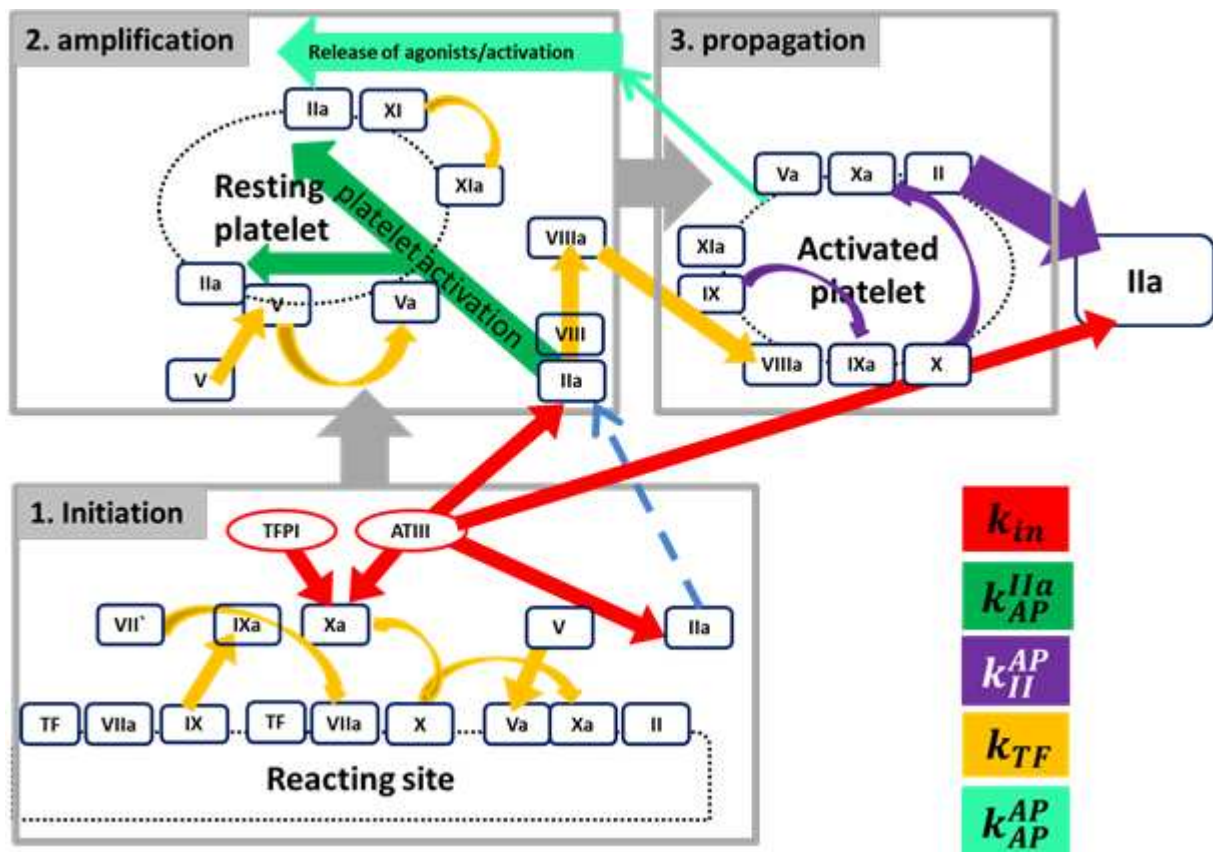 2. amplification
Release of agonists/activation
IIa
XI
XIa
Resting
platelet
platelet activation
IIa
V
Va
V
VIIIa
VIII
IIa
3. propagation
Va
Xa
II
XIa
IX
Activated
platelet
VIIIa
IXa
X
IIa
1. Initiation
TFPI
ATIII
VII`
IXa
Xa
V
IIa
TF
VIIa
IX
TF
VIIa
X
Va
Xa
II
Reacting site
k_in
k_AP^IIa
k_II^AP
k_TF
k_AP^AP